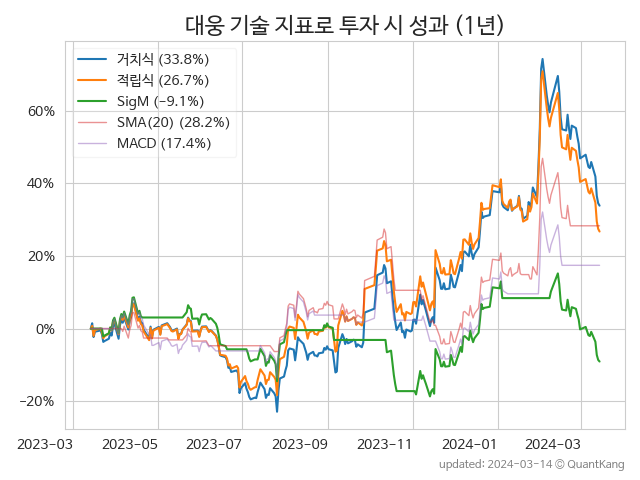 대웅 기술 지표로 투자 시 성과 (1년)
거치식 (33.8%)
적립식 (26.7%)
SigM (−9.1%)
SMA(20) (28.2%)
MACD (17.4%)
60%
40%
20%
0%
−20%
2023-03 2023-05 2023-07 2023-09 2023-11 2024-01 2024-03
updated: 2024-03-14 ⓒ QuantKang